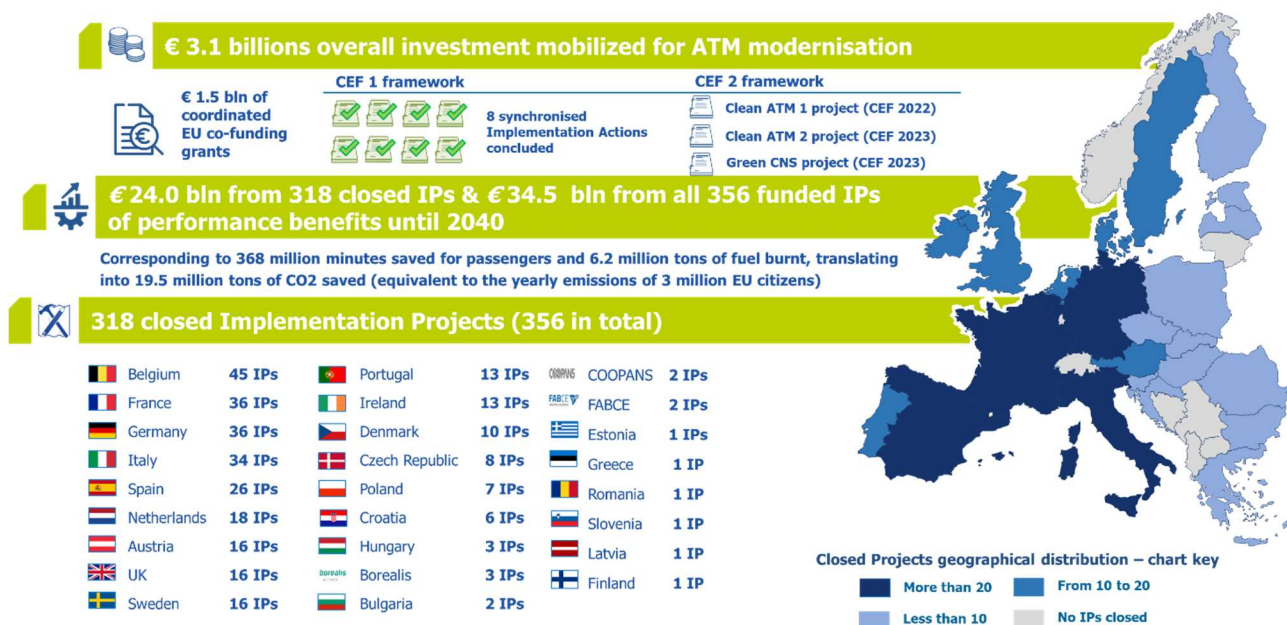 € 3.1 billions overall investment mobilized for ATM modernisation
€ 1.5 bln of
coordinated
EU co-funding
grants
CEF 1 framework
8 synchronised
Implementation Actions
concluded
CEF 2 framework
Clean ATM 1 project (CEF 2022)
Clean ATM 2 project (CEF 2023)
Green CNS project (CEF 2023)
€ 24.0 bln from 318 closed IPs & € 34.5 bln from all 356 funded IPs
of performance benefits until 2040
Corresponding to 368 million minutes saved for passengers and 6.2 million tons of fuel burnt, translating
into 19.5 million tons of CO2 saved (equivalent to the yearly emissions of 3 million EU citizens)
318 closed Implementation Projects (356 in total)
Belgium 45 IPs
France 36 IPs
Germany 36 IPs
Italy 34 IPs
Spain 26 IPs
Netherlands 18 IPs
Austria 16 IPs
UK 16 IPs
Sweden 16 IPs
Portugal 13 IPs
Ireland 13 IPs
Denmark 10 IPs
Czech Republic 8 IPs
Poland 7 IPs
Croatia 6 IPs
Hungary 3 IPs
borealis Borealis 3 IPs
Bulgaria 2 IPs
COOPANS COOPANS 2 IPs
FABCE FABCE 2 IPs
Estonia 1 IPs
Greece 1 IP
Romania 1 IP
Slovenia 1 IP
Latvia 1 IP
Finland 1 IP
Closed Projects geographical distribution – chart key
More than 20
From 10 to 20
Less than 10
No IPs closed